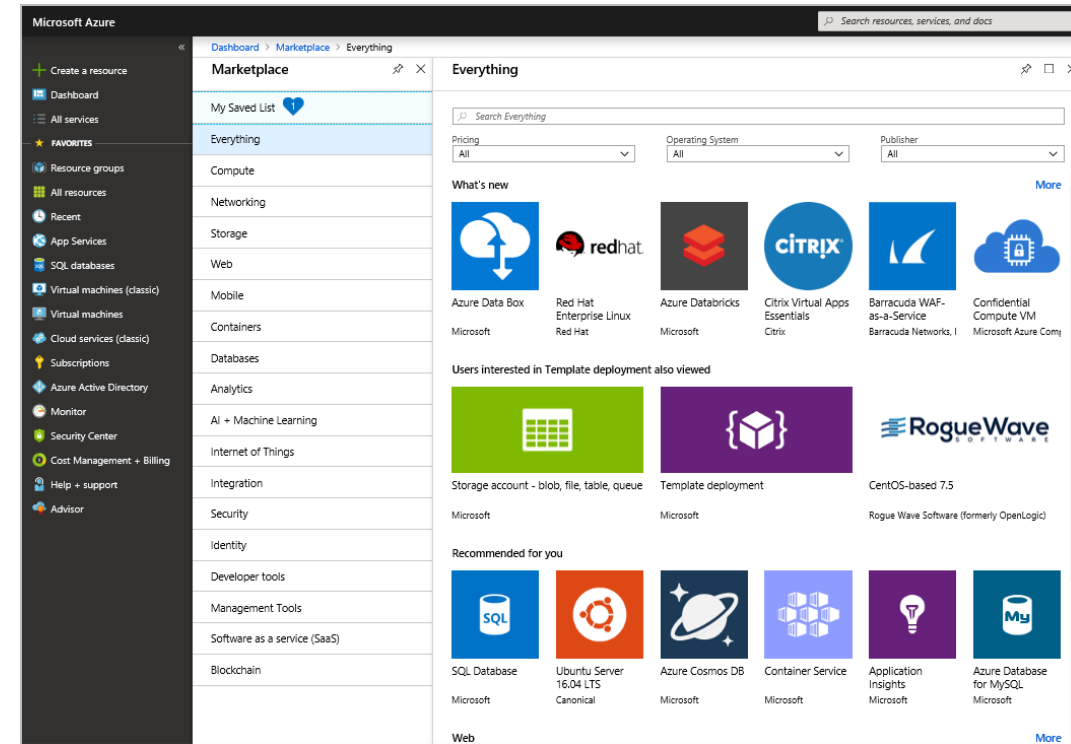 Microsoft Azure
Search resources, services, and docs
«
Create a resource
Dashboard
All services
FAVORITES
Resource groups
All resources
Recent
App Services
SQL databases
Virtual machines (classic)
Virtual machines
Cloud services (classic)
Subscriptions
Azure Active Directory
Monitor
Security Center
Cost Management + Billing
Help + support
Advisor
Dashboard > Marketplace > Everything
Marketplace
My Saved List 1
Everything
Compute
Networking
Storage
Web
Mobile
Containers
Databases
Analytics
AI + Machine Learning
Internet of Things
Integration
Security
Identity
Developer tools
Management Tools
Software as a service (SaaS)
Blockchain
Everything
Search Everything
Pricing
All
Operating System
All
Publisher
All
What's new
More
redhat
CİTRIX
Azure Data Box
Microsoft
Red Hat
Enterprise Linux
Red Hat
Azure Databricks
Microsoft
Citrix Virtual Apps
Essentials
Citrix
Barracuda WAF-
as-a-Service
Barracuda Networks, I
Confidential
Compute VM
Microsoft Azure Comp
Users interested in Template deployment also viewed
RogueWave
SOFTWARE
Storage account - blob, file, table, queue
Microsoft
Template deployment
Microsoft
CentOS-based 7.5
Rogue Wave Software (formerly OpenLogic)
Recommended for you
SQL
My
SQL Database
Microsoft
Ubuntu Server
16.04 LTS
Canonical
Azure Cosmos DB
Microsoft
Container Service
Microsoft
Application
Insights
Microsoft
Azure Database
for MySQL
Microsoft
Web
More